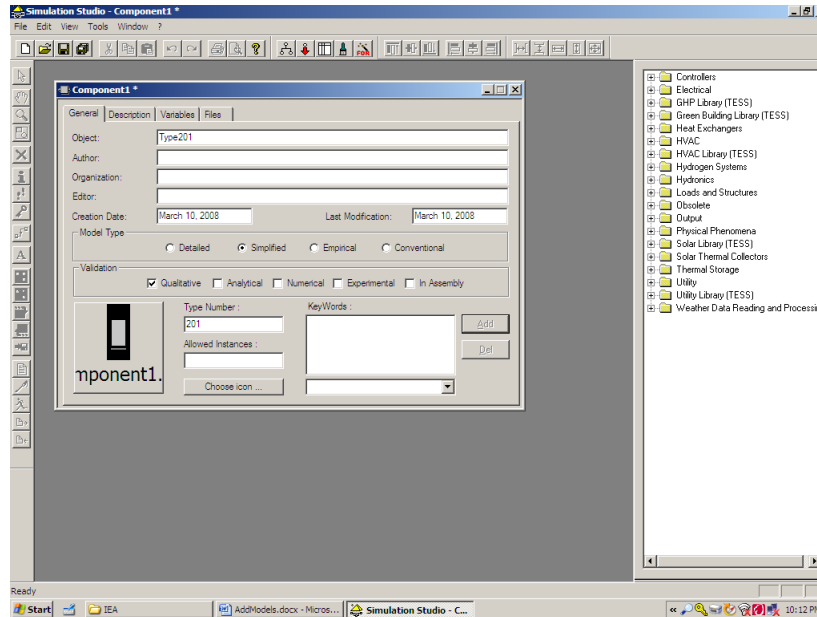 Simulation Studio - Component1 *
File Edit View Tools Window ?
FOR
Component1 *
General Description Variables Files
Object: Type201
Author:
Organization:
Editor:
Creation Date: March 10, 2008 Last Modification: March 10, 2008
Model Type
Detailed Simplified Empirical Conventional
Validation
Qualitative Analytical Numerical Experimental In Assembly
Type Number : KeyWords :
201
Add
Allowed Instances :
Del
mponent1.
Choose icon ...
Controllers
Electrical
GHP Library (TESS)
Green Building Library (TESS)
Heat Exchangers
HVAC
HVAC Library (TESS)
Hydrogen Systems
Hydronics
Loads and Structures
Obsolete
Output
Physical Phenomena
Solar Library (TESS)
Solar Thermal Collectors
Thermal Storage
Utility
Utility Library (TESS)
Weather Data Reading and Processi
Ready
Start IEA AddModels.docx - Micros... Simulation Studio - C... 10:12 PM